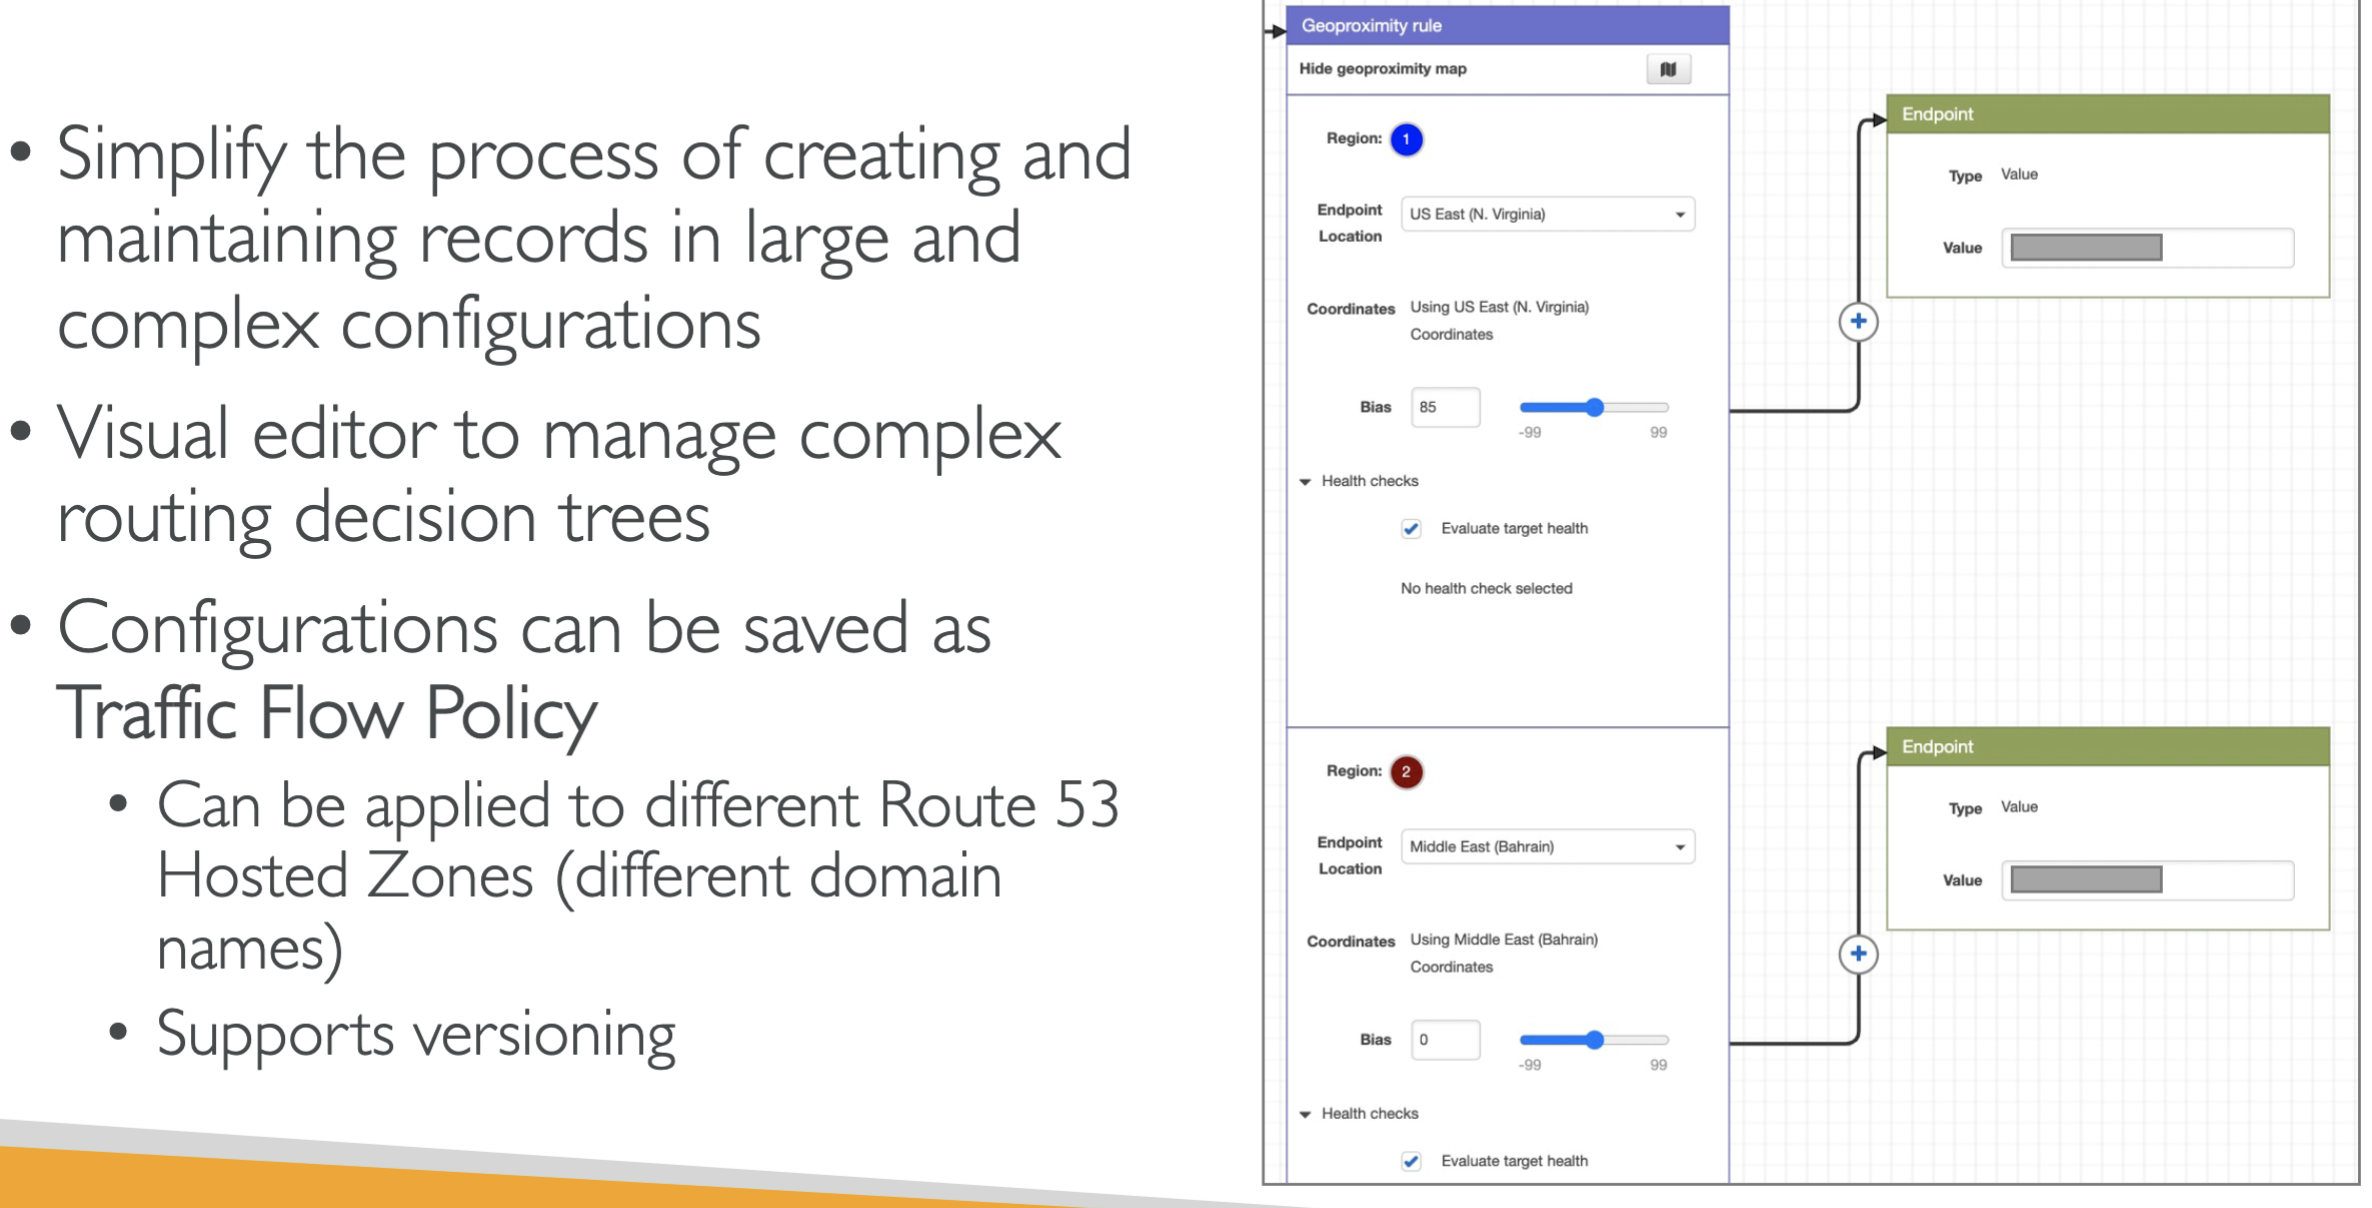 • Simplify the process of creating and
maintaining records in large and
complex configurations
• Visual editor to manage complex
routing decision trees
• Configurations can be saved as
Traffic Flow Policy
• Can be applied to different Route 53
Hosted Zones (different domain
names)
• Supports versioning
Geoproximity rule
Hide geoproximity map
Region: 1
Endpoint Location US East (N. Virginia)
Coordinates Using US East (N. Virginia)
Coordinates
Bias 85
-99 99
Health checks
Evaluate target health
No health check selected
Endpoint
Type Value
Value
Region: 2
Endpoint Location Middle East (Bahrain)
Coordinates Using Middle East (Bahrain)
Coordinates
Bias 0
-99 99
Health checks
Evaluate target health
Endpoint
Type Value
Value